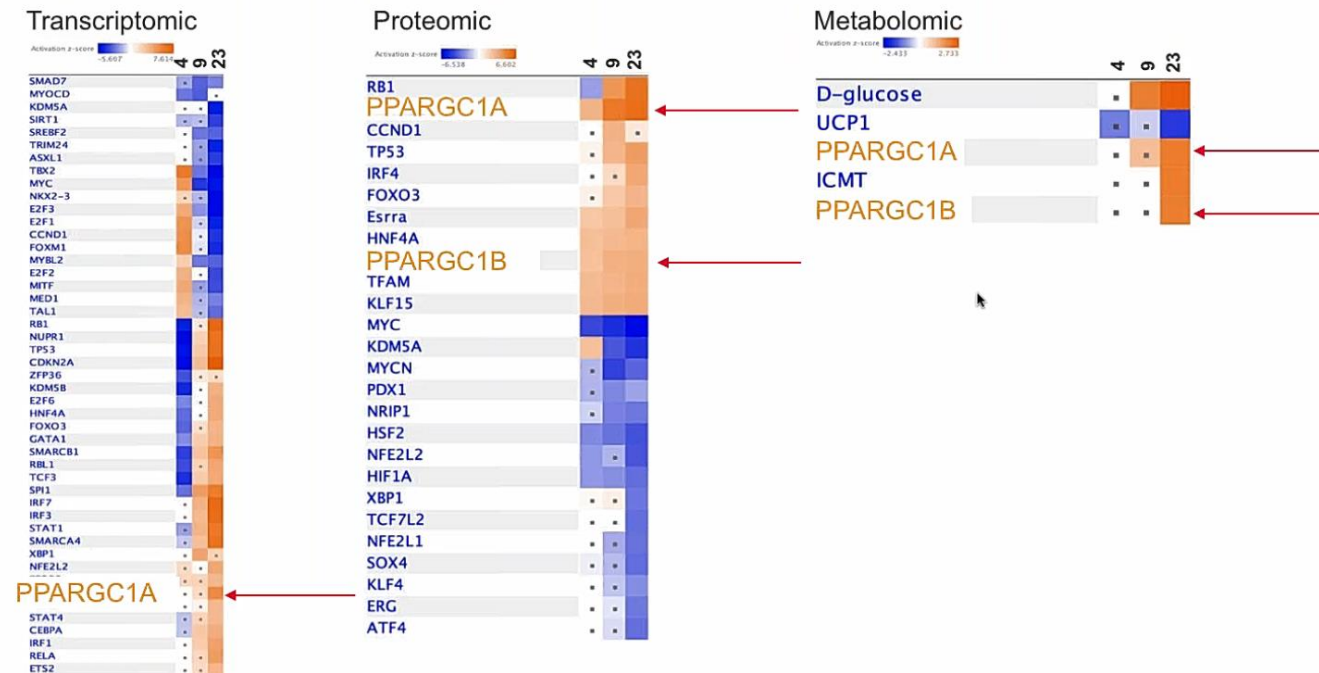 Transcriptomic
Activation z-score
-5.607 7.614
4 9 23
SMAD7
MYOCD
KDM5A
SIRT1
SREBF2
TRIM24
ASXL1
TBX2
MYC
NKX2-3
E2F3
E2F1
CCND1
FOXM1
MYBL2
E2F2
MITF
MED1
TAL1
RB1
NUPR1
TP53
CDKN2A
ZFP36
KDM5B
E2F6
HNF4A
FOXO3
GATA1
SMARCB1
RBL1
TCF3
SPI1
IRF7
IRF3
STAT1
SMARCA4
XBP1
NFE2L2
PPARGC1A
STAT4
CEBPA
IRF1
RELA
ETS2
Proteomic
Activation z-score
-6.528 6.602
4 9 23
RB1
PPARGC1A
CCND1
TP53
IRF4
FOXO3
Esrra
HNF4A
PPARGC1B
TFAM
KLF15
MYC
KDM5A
MYCN
PDX1
NRIP1
HSF2
NFE2L2
HIF1A
XBP1
TCF7L2
NFE2L1
SOX4
KLF4
ERG
ATF4
Metabolomic
Activation z-score
-2.433 2.733
4 9 23
D-glucose
UCP1
PPARGC1A
ICMT
PPARGC1B